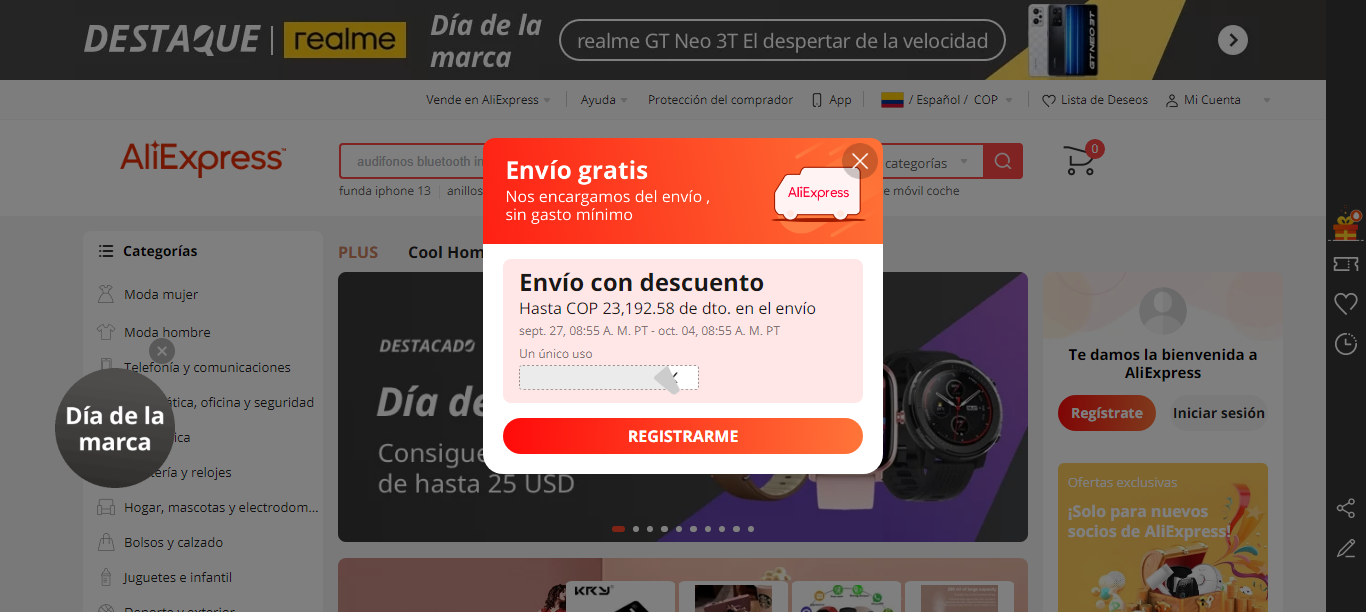 DESTAQUE
realme
Día de la
marca
realme GT Neo 3T El despertar de la velocidad
GT NEO 3T
Vende en AliExpress
Ayuda
Protección del comprador
App
/ Español / COP
Lista de Deseos
Mi Cuenta
AliExpress
audifonos bluetooth in
categorías
0
funda iphone 13
anillos
móvil coche
Envío gratis
Nos encargamos del envío ,
sin gasto mínimo
AliExpress
Categorías
PLUS
Cool Hom
Moda mujer
Moda hombre
Telefonía y comunicaciones
ática, oficina y seguridad
ica
tería y relojes
Hogar, mascotas y electrodom...
Bolsos y calzado
Juguetes e infantil
Deporte y exterior
Día de la
marca
Envío con descuento
Hasta COP 23,192.58 de dto. en el envío
sept. 27, 08:55 A. M. PT - oct. 04, 08:55 A. M. PT
Un único uso
REGISTRARME
DESTACADO
Día de
Consigue
de hasta 25 USD
Te damos la bienvenida a
AliExpress
Regístrate
Iniciar sesión
Ofertas exclusivas
¡Solo para nuevos
socios de AliExpress!
KRY